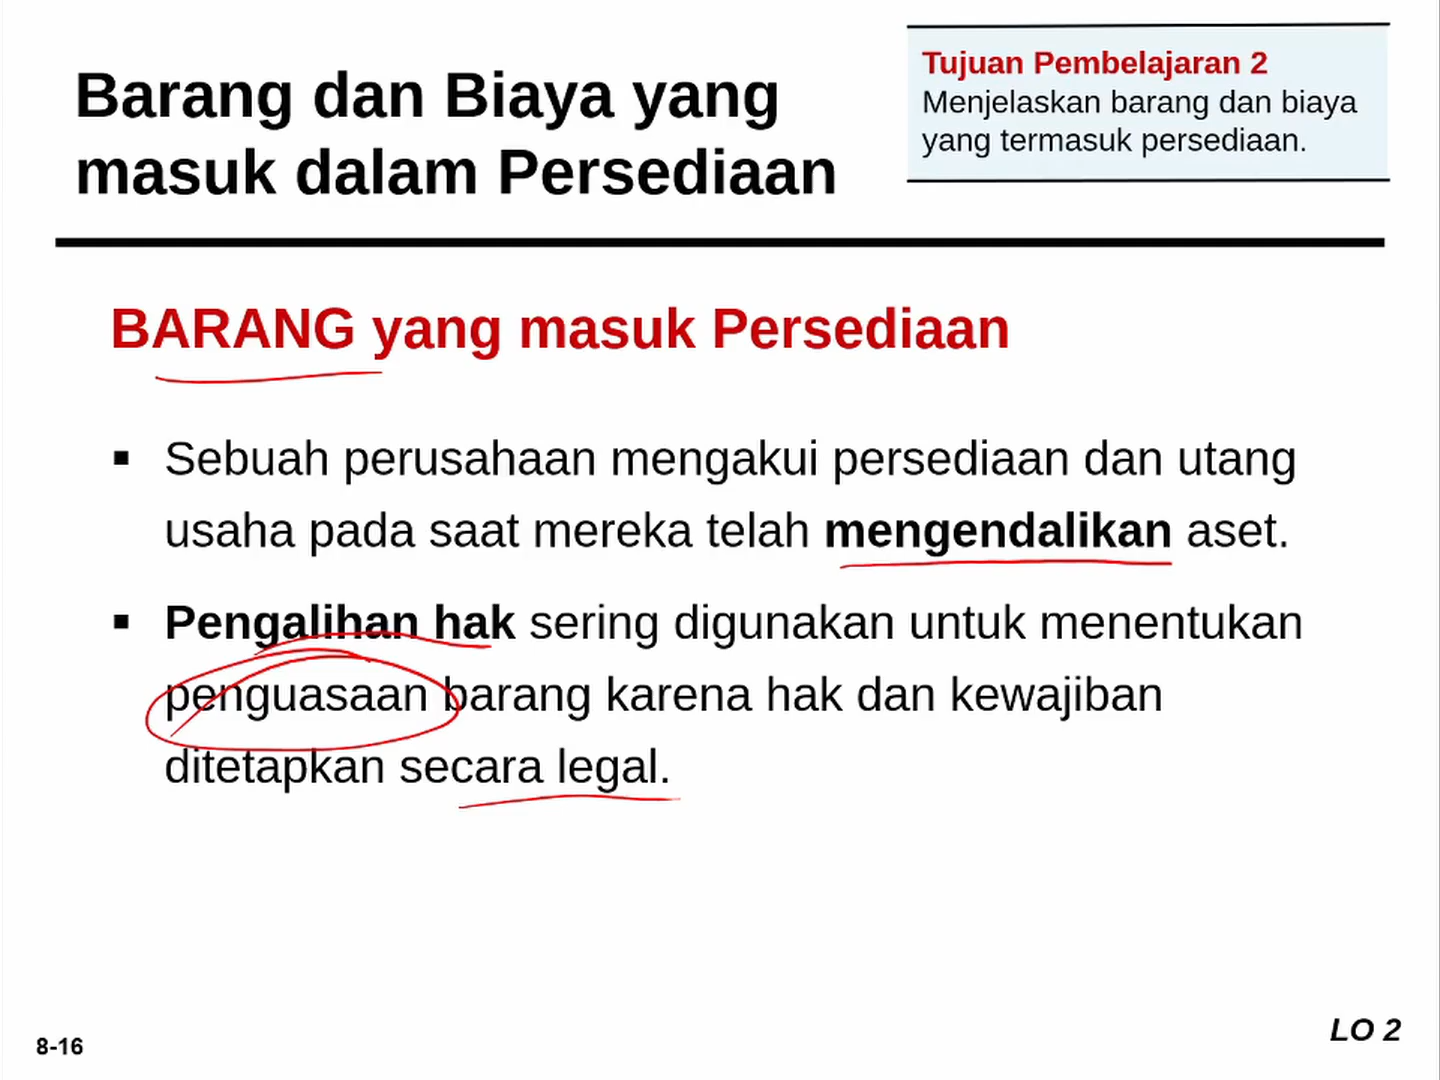 Barang dan Biaya yang
masuk dalam Persediaan
Tujuan Pembelajaran 2
Menjelaskan barang dan biaya
yang termasuk persediaan.
BARANG yang masuk Persediaan
▪ Sebuah perusahaan mengakui persediaan dan utang
usaha pada saat mereka telah mengendalikan aset.
▪ Pengalihan hak sering digunakan untuk menentukan
penguasaan barang karena hak dan kewajiban
ditetapkan secara legal.
8-16
LO 2